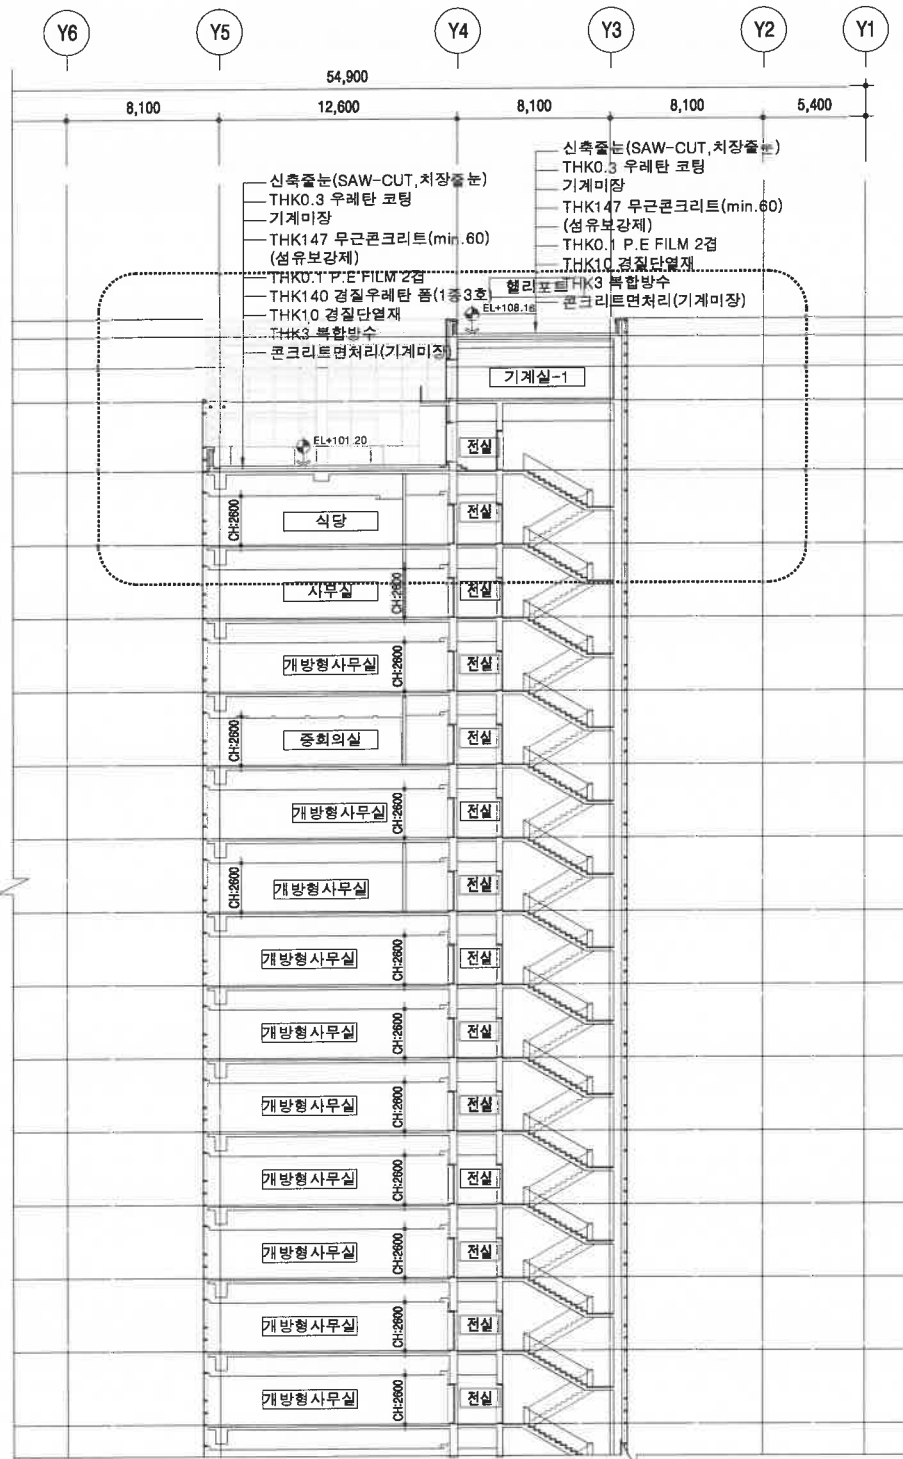 Y6 Y5 Y4 Y3 Y2 Y1
54,900
8,100 12,600 8,100 8,100 5,400
신축줄눈(SAW-CUT,치장줄눈)
THK0.3 우레탄 코팅
기계미장
THK147 무근콘크리트(min.60)
(섬유보강제)
THK0.1 P.E FILM 2겹
THK10 경질단열재
THK3 복합방수
콘크리트면처리(기계미장)
신축줄눈(SAW-CUT,치장줄눈)
THK0.3 우레탄 코팅
기계미장
THK147 무근콘크리트(min.60)
(섬유보강제)
THK0.1 P.E FILM 2겹
THK140 경질우레탄 폼(1종3호)
THK10 경질단열재
THK3 복합방수
콘크리트면처리(기계미장)
헬리포트
EL+108.16
기계실-1
EL+101.20
전실
CH:2600 식당 전실
사무실 CH:2600 전실
개방형사무실 CH:2600 전실
CH:2600 중회의실 전실
개방형사무실 CH:2600 전실
CH:2600 개방형사무실 전실
개방형사무실 CH:2600 전실
개방형사무실 CH:2600 전실
개방형사무실 CH:2600 전실
개방형사무실 CH:2600 전실
개방형사무실 CH:2600 전실
개방형사무실 CH:2600 전실
개방형사무실 CH:2600 전실